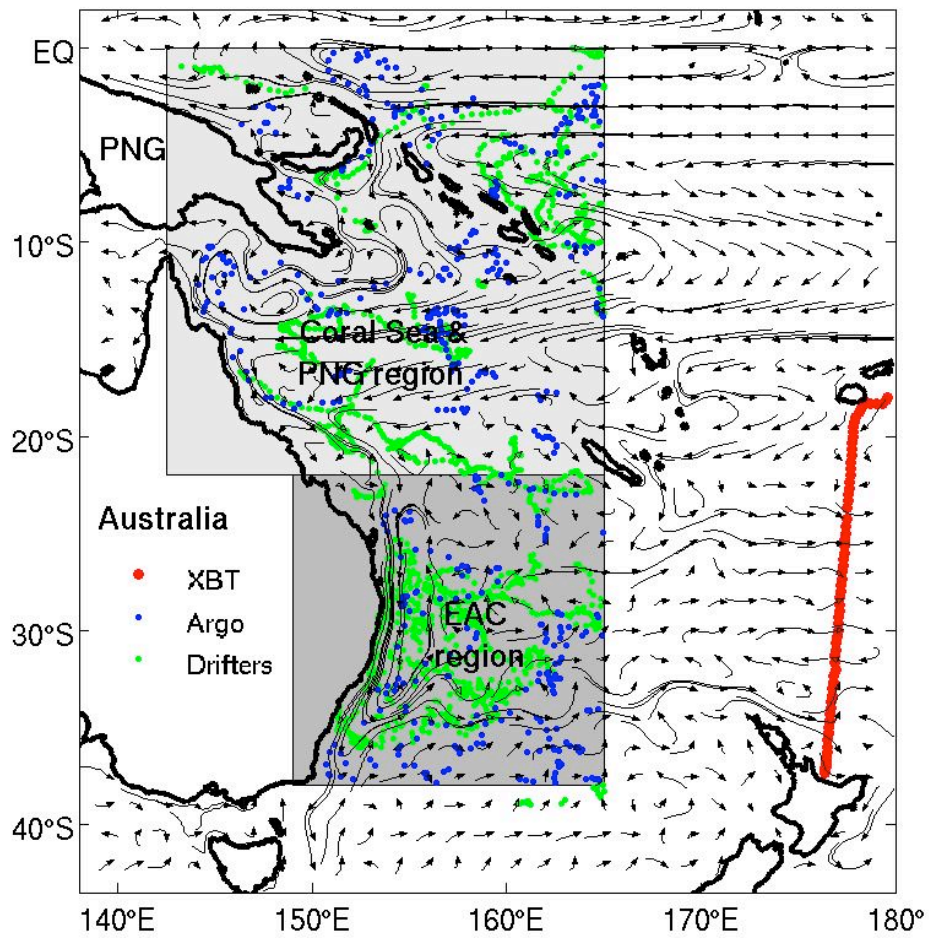 EQ
PNG
10°S
Coral Sea &
PNG region
20°S
Australia
XBT
Argo
Drifters
EAC
region
30°S
40°S
140°E
150°E
160°E
170°E
180°